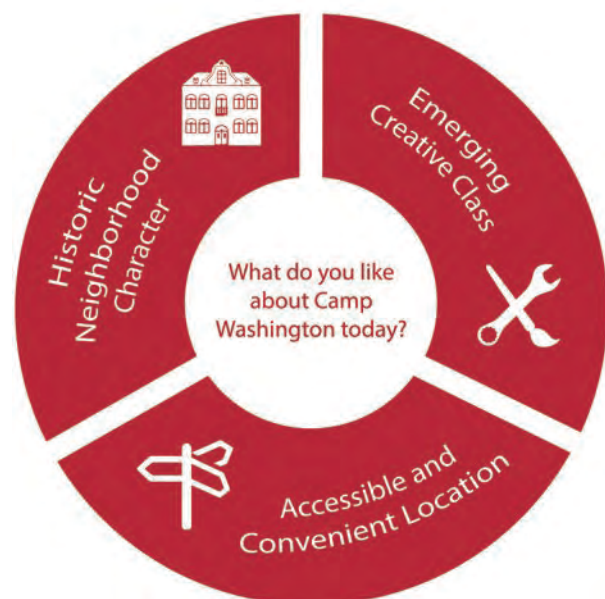 Historic
Neighborhood
Character
Emerging
Creative Class
What do you like
about Camp
Washington today?
Accessible and
Convenient Location